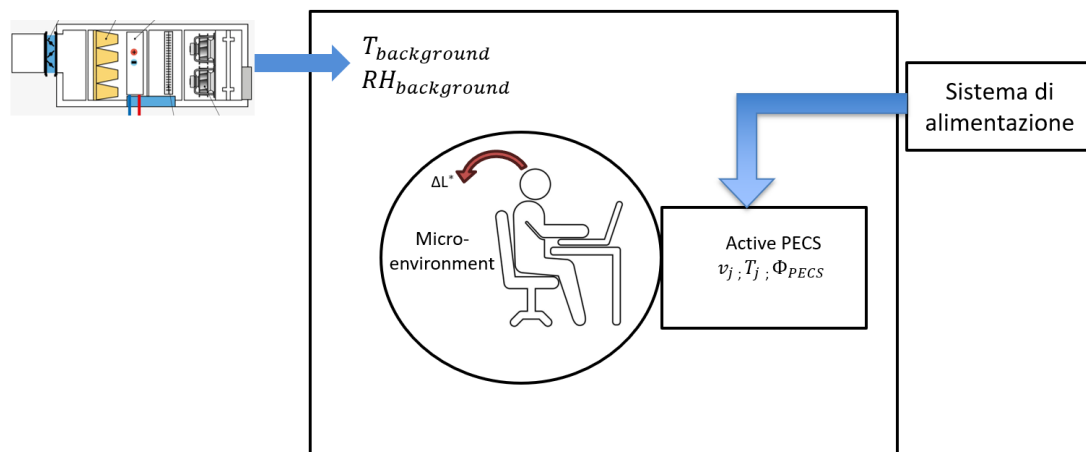 T_background
RH_background
Sistema di
alimentazione
ΔL*
Micro-
environment
Active PECS
v_j ; T_j ; Φ_PECS